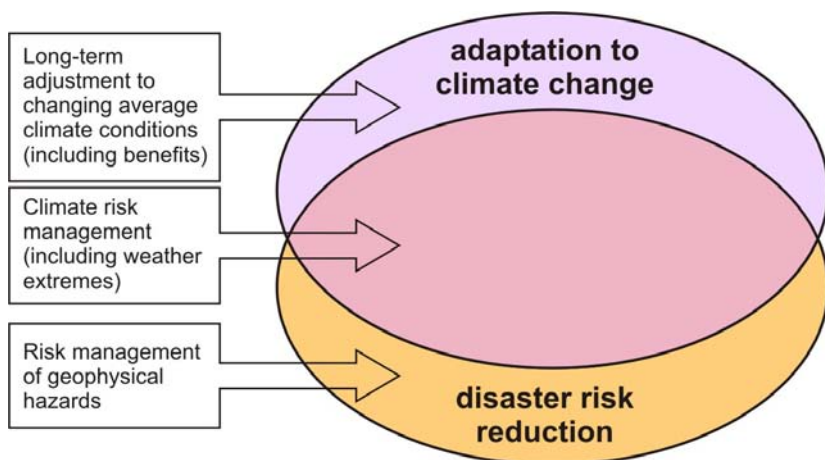 Long-term
adjustment to
changing average
climate conditions
(including benefits)
adaptation to
climate change
Climate risk
management
(including weather
extremes)
Risk management
of geophysical
hazards
disaster risk
reduction